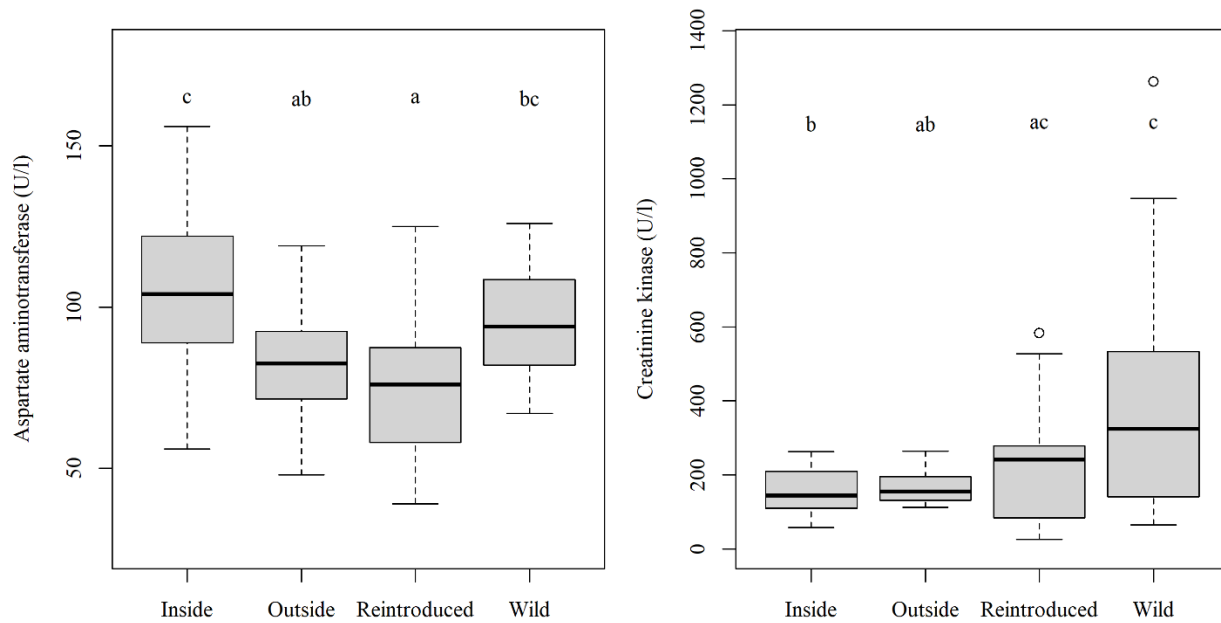 Aspartate aminotransferase (U/l)
150
100
50
c ab a bc
Inside Outside Reintroduced Wild
Creatinine kinase (U/l)
1400
1200
1000
800
600
400
200
0
b ab ac c
Inside Outside Reintroduced Wild